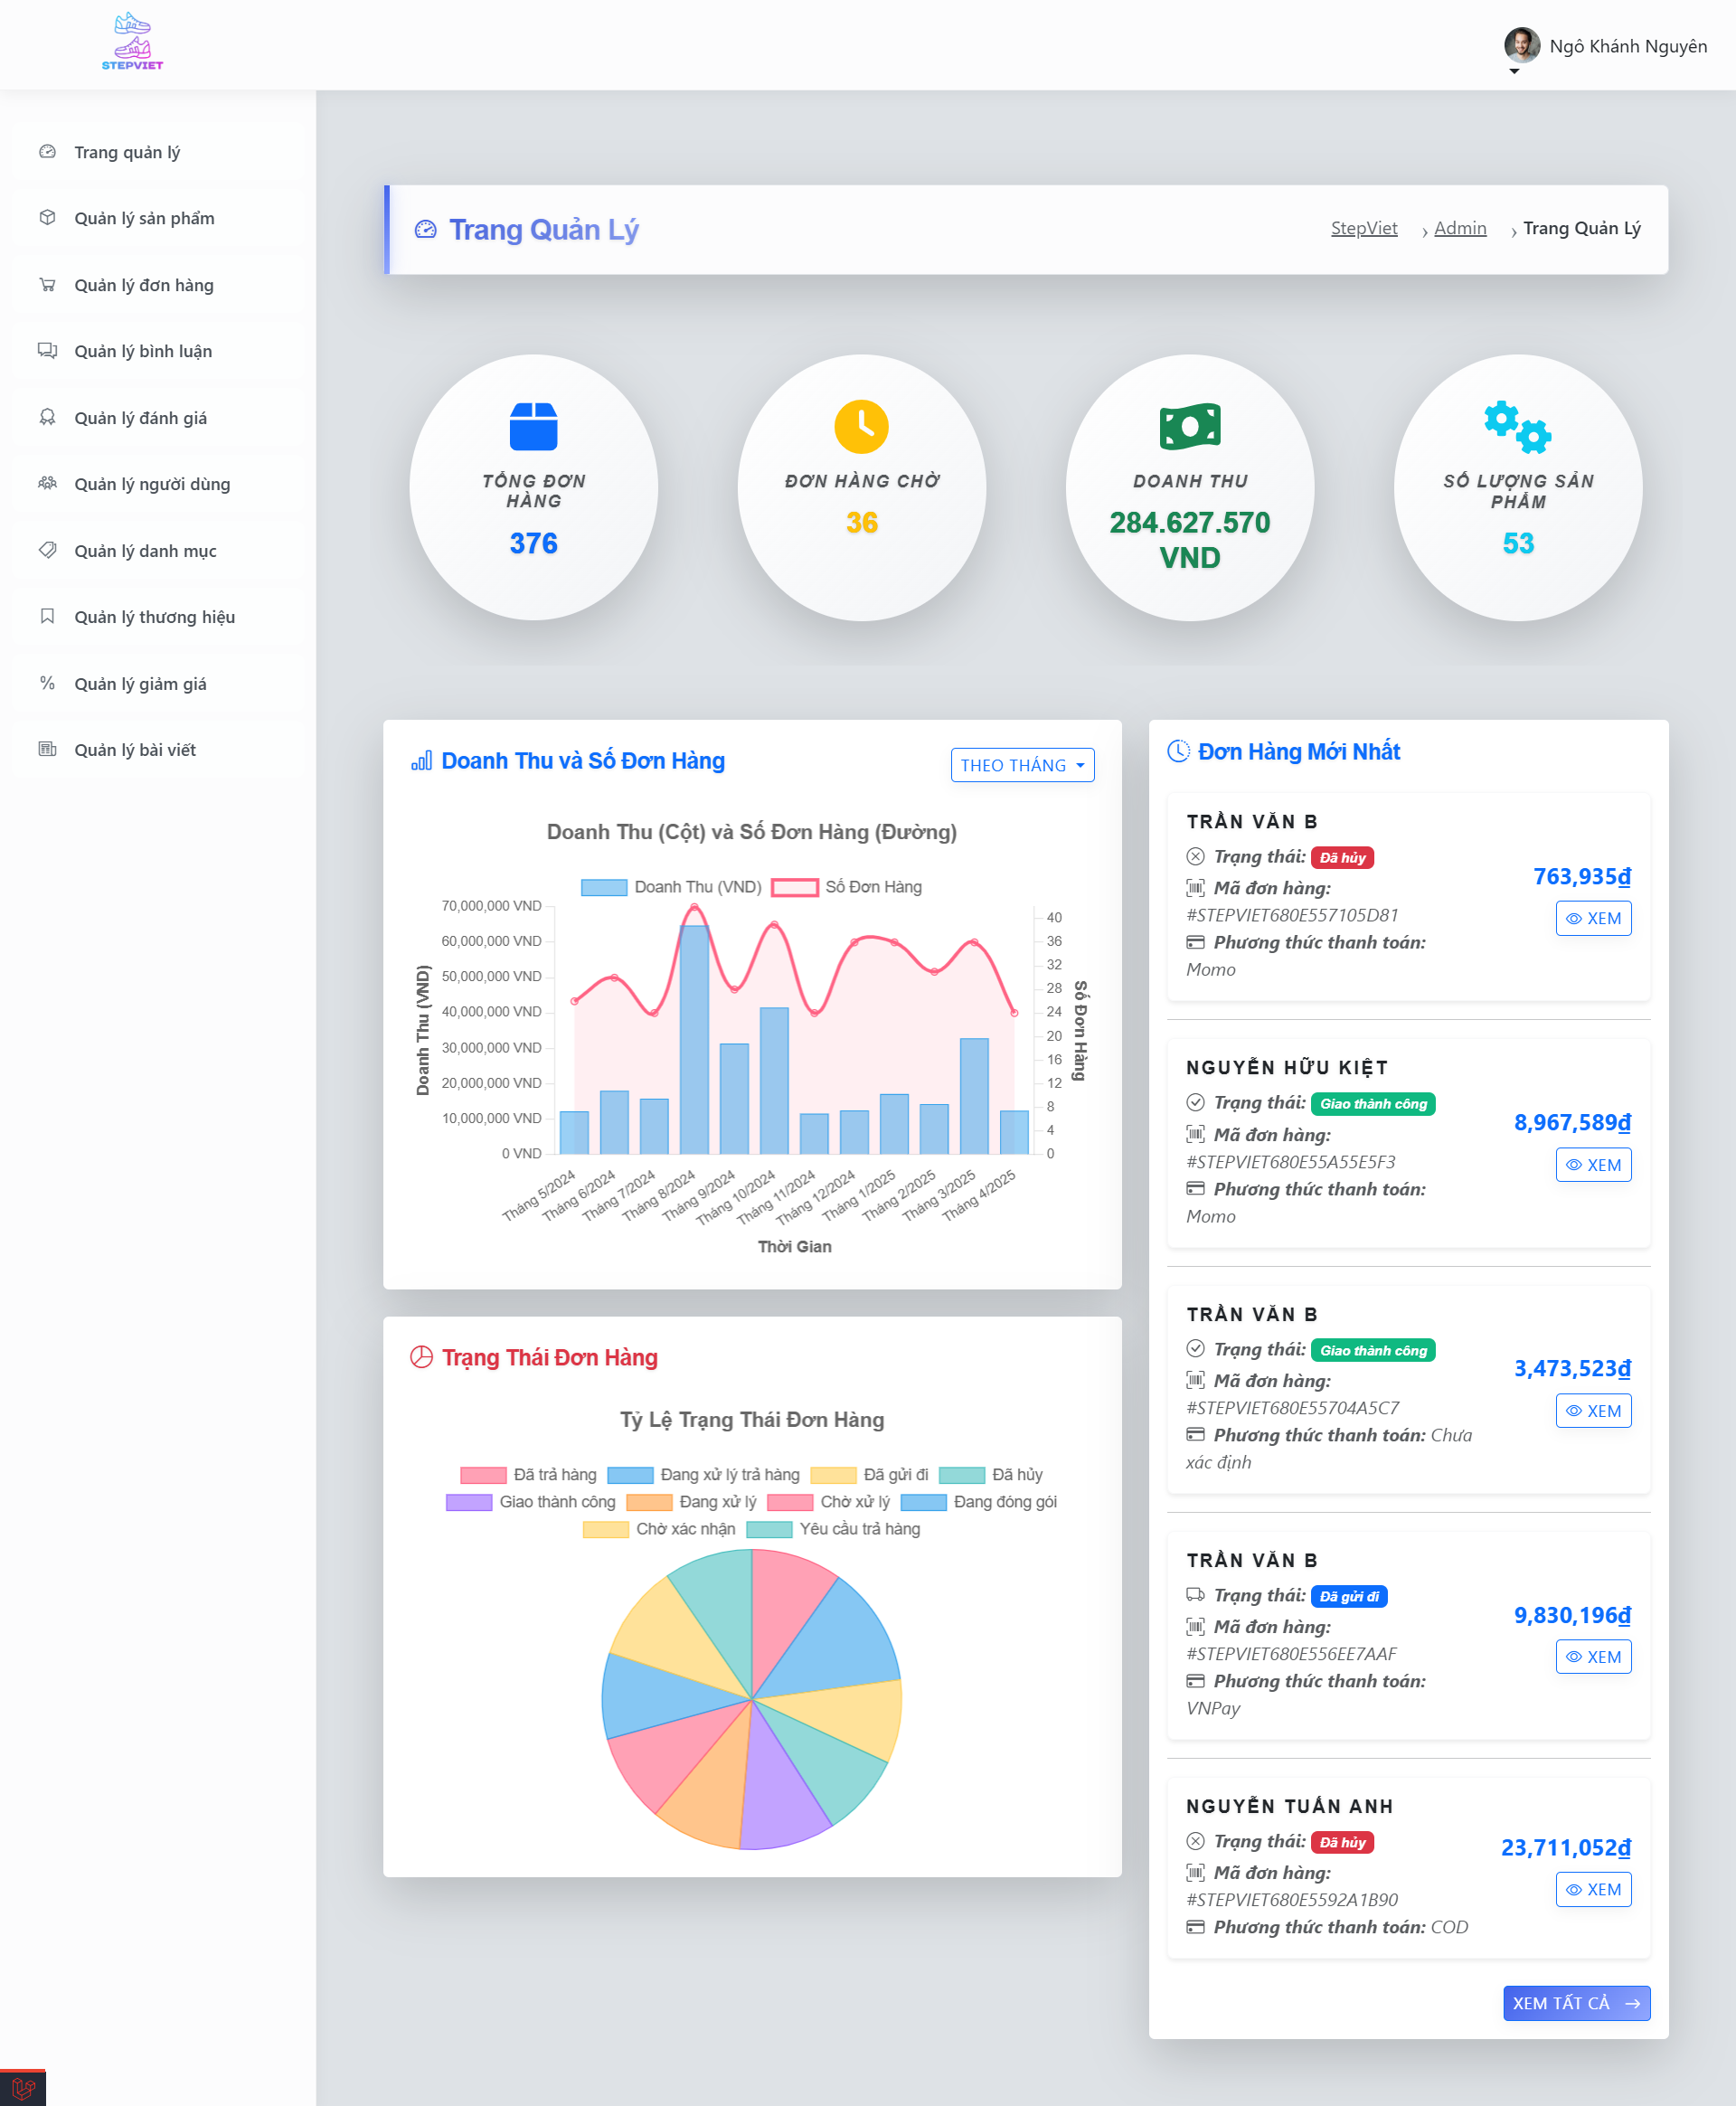 STEPVIET
Ngô Khánh Nguyên
Trang quản lý
Quản lý sản phẩm
Quản lý đơn hàng
Quản lý bình luận
Quản lý đánh giá
Quản lý người dùng
Quản lý danh mục
Quản lý thương hiệu
Quản lý giảm giá
Quản lý bài viết
Trang Quản Lý
StepViet › Admin › Trang Quản Lý
TỔNG ĐƠN
HÀNG
376
ĐƠN HÀNG CHỜ
36
DOANH THU
284.627.570
VND
SỐ LƯỢNG SẢN
PHẨM
53
Doanh Thu và Số Đơn Hàng
THEO THÁNG
Doanh Thu (Cột) và Số Đơn Hàng (Đường)
Doanh Thu (VND) Số Đơn Hàng
Doanh Thu (VND)
70,000,000 VND
60,000,000 VND
50,000,000 VND
40,000,000 VND
30,000,000 VND
20,000,000 VND
10,000,000 VND
0 VND
40
36
32
28
24
20
16
12
8
4
0
Số Đơn Hàng
Tháng 5/2024
Tháng 6/2024
Tháng 7/2024
Tháng 8/2024
Tháng 9/2024
Tháng 10/2024
Tháng 11/2024
Tháng 12/2024
Tháng 1/2025
Tháng 2/2025
Tháng 3/2025
Tháng 4/2025
Thời Gian
Trạng Thái Đơn Hàng
Tỷ Lệ Trạng Thái Đơn Hàng
Đã trả hàng Đang xử lý trả hàng Đã gửi đi Đã hủy
Giao thành công Đang xử lý Chờ xử lý Đang đóng gói
Chờ xác nhận Yêu cầu trả hàng
Đơn Hàng Mới Nhất
TRẦN VĂN B
Trạng thái: Đã hủy
Mã đơn hàng:
#STEPVIET680E557105D81
Phương thức thanh toán:
Momo
763,935₫
XEM
NGUYỄN HỮU KIỆT
Trạng thái: Giao thành công
Mã đơn hàng:
#STEPVIET680E55A55E5F3
Phương thức thanh toán:
Momo
8,967,589₫
XEM
TRẦN VĂN B
Trạng thái: Giao thành công
Mã đơn hàng:
#STEPVIET680E55704A5C7
Phương thức thanh toán: Chưa
xác định
3,473,523₫
XEM
TRẦN VĂN B
Trạng thái: Đã gửi đi
Mã đơn hàng:
#STEPVIET680E556EE7AAF
Phương thức thanh toán:
VNPay
9,830,196₫
XEM
NGUYỄN TUẤN ANH
Trạng thái: Đã hủy
Mã đơn hàng:
#STEPVIET680E5592A1B90
Phương thức thanh toán: COD
23,711,052₫
XEM
XEM TẤT CẢ →